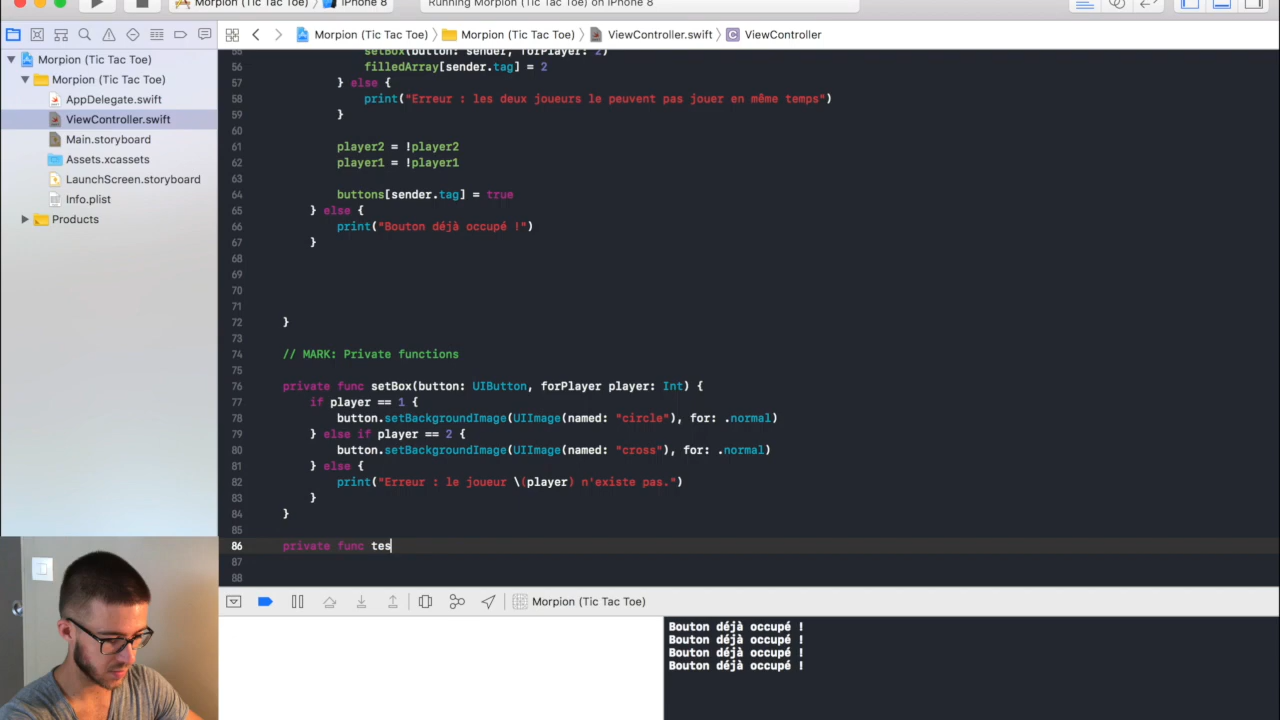 Morpion (Tic Tac Toe)
iPhone 8
Running Morpion (Tic Tac Toe) on iPhone 8
Morpion (Tic Tac Toe)
Morpion (Tic Tac Toe)
ViewController.swift
ViewController
Morpion (Tic Tac Toe)
Morpion (Tic Tac Toe)
AppDelegate.swift
ViewController.swift
Main.storyboard
Assets.xcassets
LaunchScreen.storyboard
Info.plist
Products
55 setBox(button: sender, forPlayer: 2)
56 filledArray[sender.tag] = 2
57 } else {
58 print("Erreur : les deux joueurs le peuvent pas jouer en même temps")
59 }
60
61 player2 = !player2
62 player1 = !player1
63
64 buttons[sender.tag] = true
65 } else {
66 print("Bouton déjà occupé !")
67 }
68
69
70
71
72 }
73
74 // MARK: Private functions
75
76 private func setBox(button: UIButton, forPlayer player: Int) {
77 if player == 1 {
78 button.setBackgroundImage(UIImage(named: "circle"), for: .normal)
79 } else if player == 2 {
80 button.setBackgroundImage(UIImage(named: "cross"), for: .normal)
81 } else {
82 print("Erreur : le joueur \(player) n'existe pas.")
83 }
84 }
85
86 private func tes
87
88
Morpion (Tic Tac Toe)
Bouton déjà occupé !
Bouton déjà occupé !
Bouton déjà occupé !
Bouton déjà occupé !